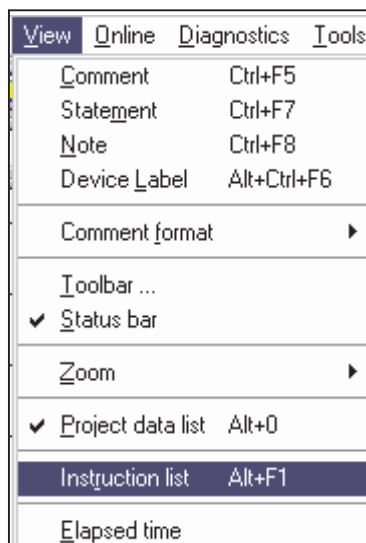 View Online Diagnostics Tools
Comment Ctrl+F5
Statement Ctrl+F7
Note Ctrl+F8
Device Label Alt+Ctrl+F6
Comment format
Toolbar ...
Status bar
Zoom
Project data list Alt+0
Instruction list Alt+F1
Elapsed time